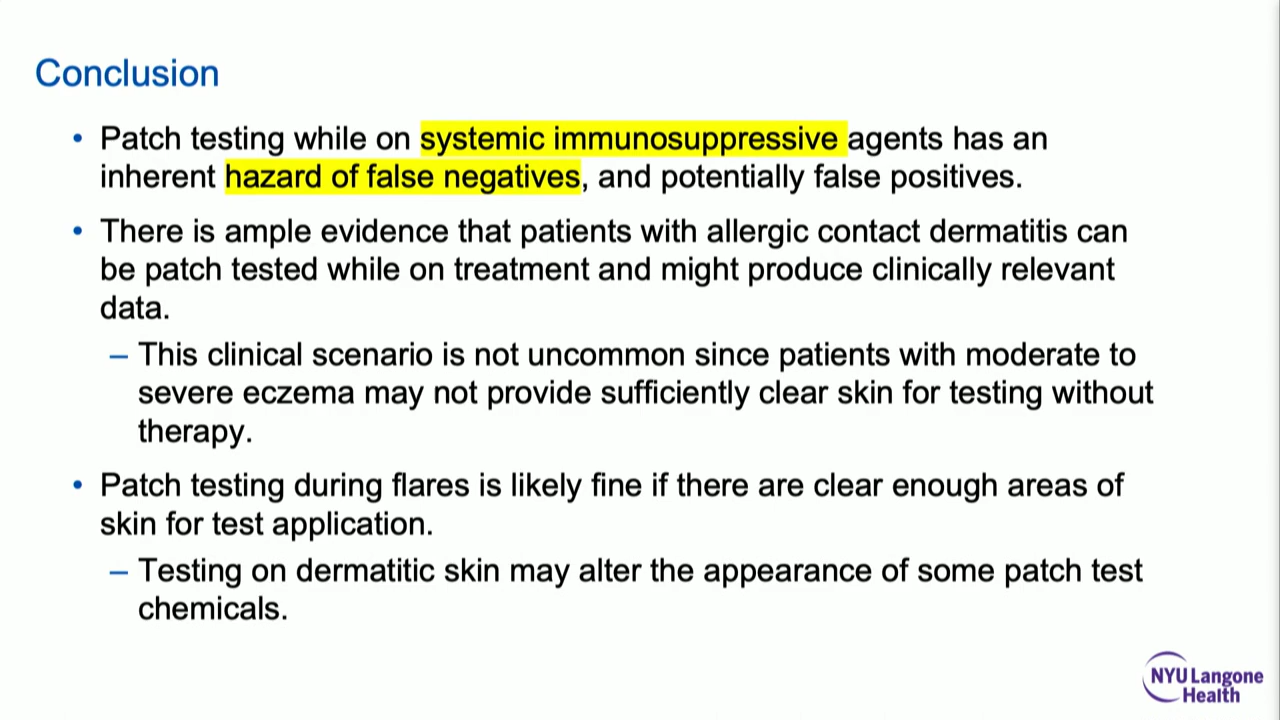 Conclusion
• Patch testing while on systemic immunosuppressive agents has an
inherent hazard of false negatives, and potentially false positives.
• There is ample evidence that patients with allergic contact dermatitis can
be patch tested while on treatment and might produce clinically relevant
data.
– This clinical scenario is not uncommon since patients with moderate to
severe eczema may not provide sufficiently clear skin for testing without
therapy.
• Patch testing during flares is likely fine if there are clear enough areas of
skin for test application.
– Testing on dermatitic skin may alter the appearance of some patch test
chemicals.
NYU Langone
Health